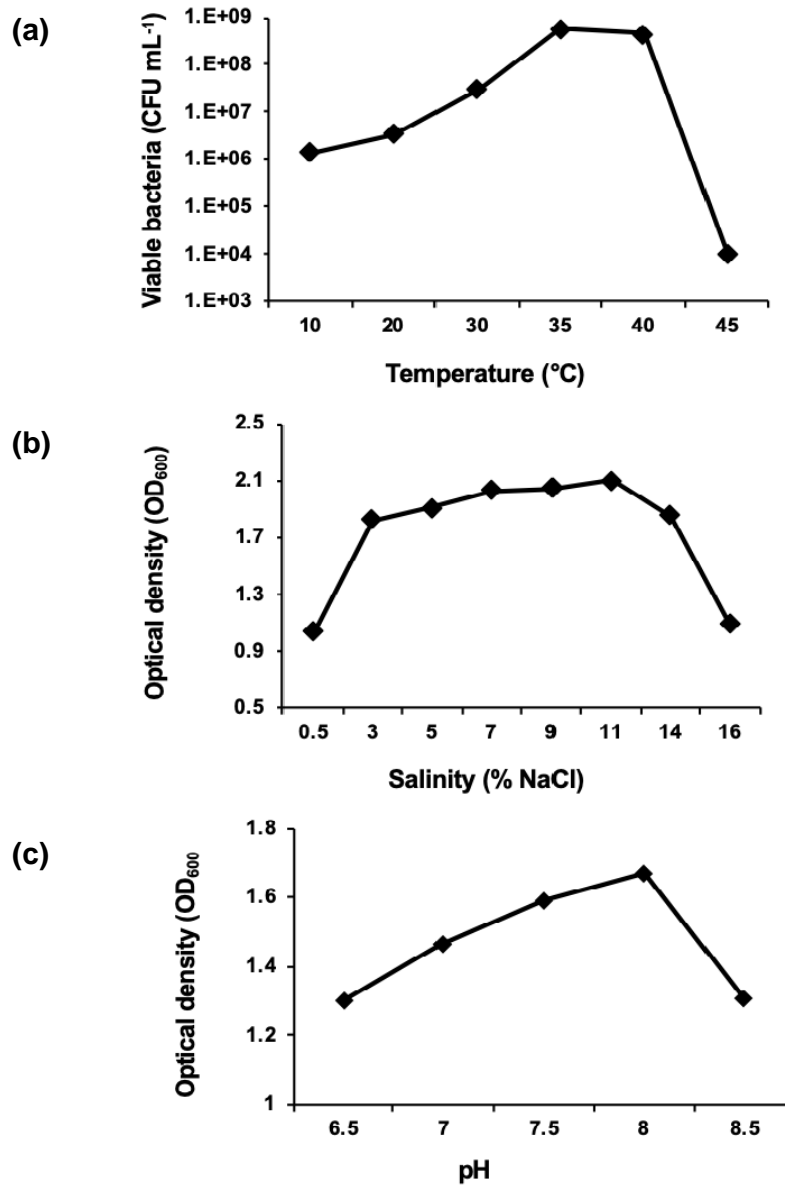 (a)
Viable bacteria (CFU mL⁻¹)
1.E+09
1.E+08
1.E+07
1.E+06
1.E+05
1.E+04
1.E+03
10 20 30 35 40 45
Temperature (°C)
(b)
Optical density (OD₆₀₀)
2.5
2.1
1.7
1.3
0.9
0.5
0.5 3 5 7 9 11 14 16
Salinity (% NaCl)
(c)
Optical density (OD₆₀₀
1.8
1.6
1.4
1.2
1
6.5 7 7.5 8 8.5
pH